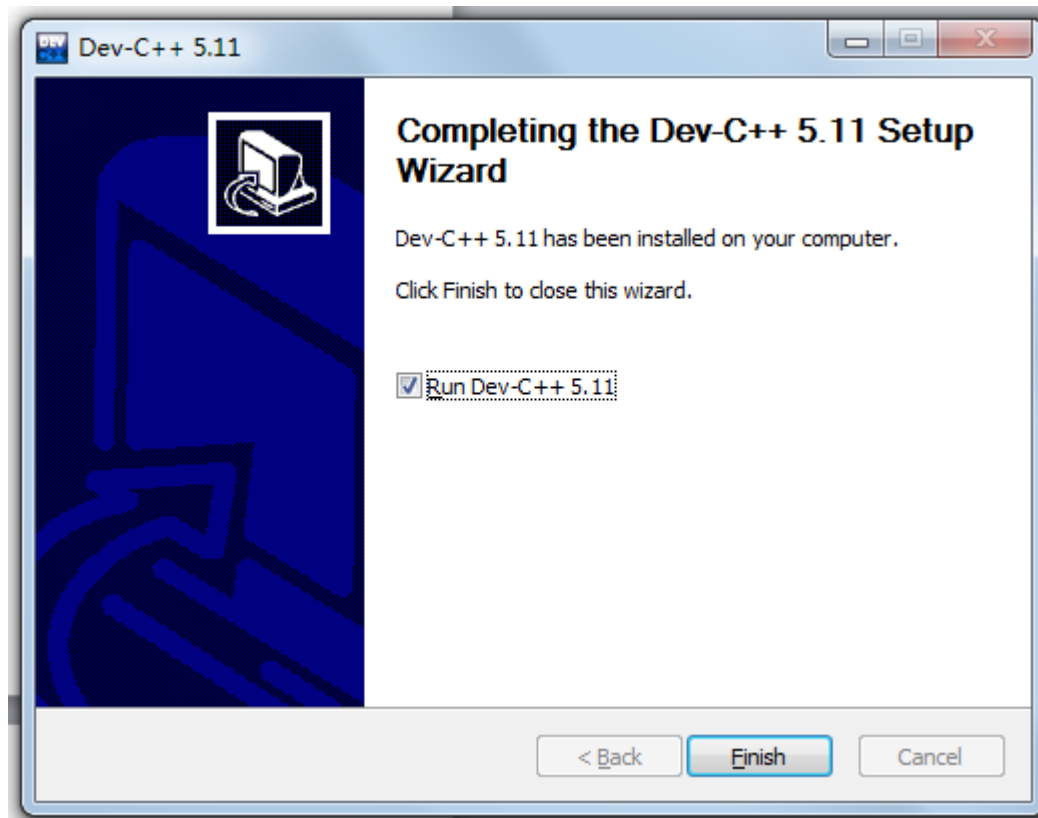 Dev-C++ 5.11
Completing the Dev-C++ 5.11 Setup
Wizard
Dev-C++ 5.11 has been installed on your computer.
Click Finish to close this wizard.
Run Dev-C++ 5.11
< Back
Finish
Cancel